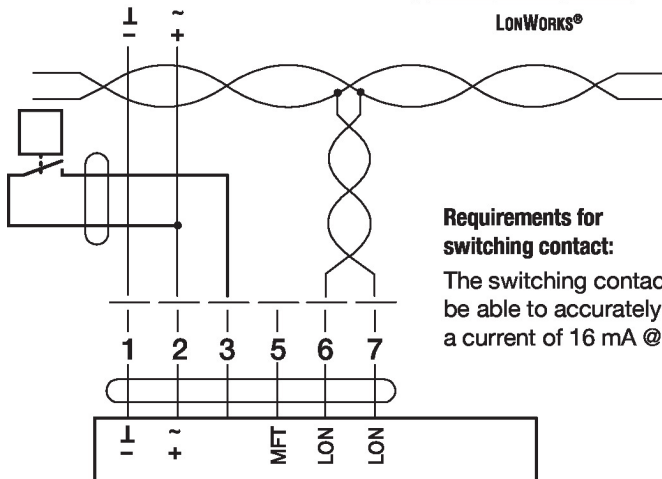 ⊥ ~
– +
LONWORKS®
Requirements for
switching contact:
The switching contac
be able to accurately
a current of 16 mA @
1 2 3 5 6 7
⊥ ~ MFT LON LON
– +